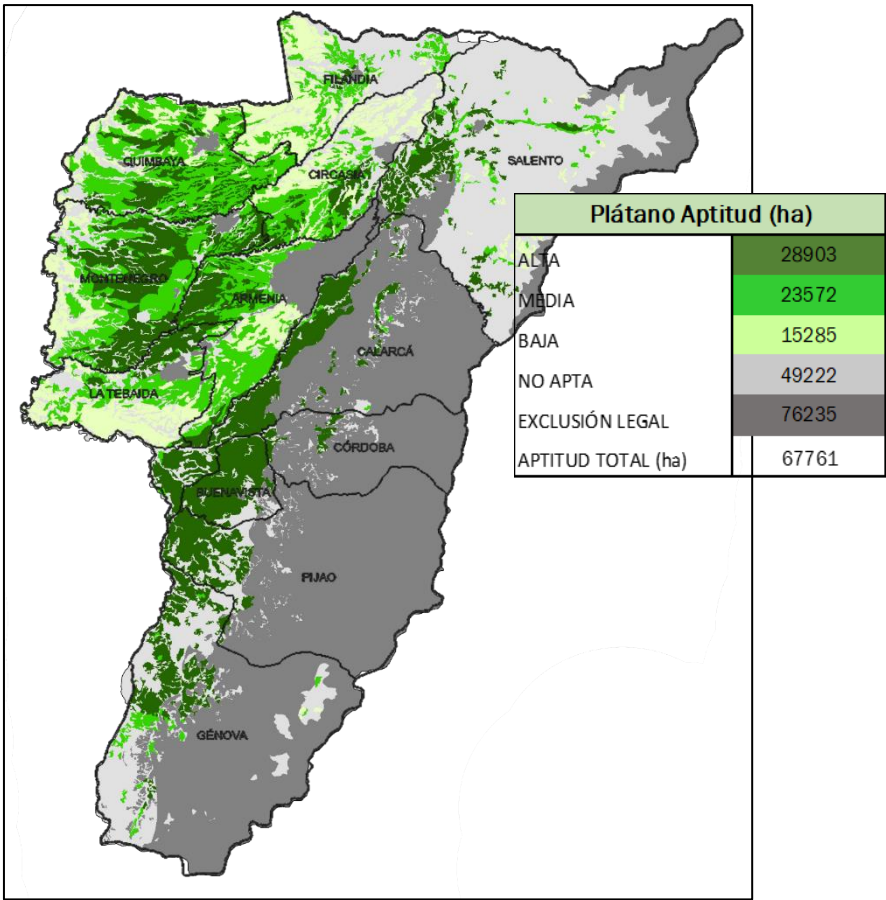 FILANDIA
QUIMBAYA
CIRCASIA
SALENTO
MONTENEGRO
ARMENIA
CALARCÁ
LA TEBAIDA
CÓRDOBA
BUENAVISTA
PIJAO
GÉNOVA
Plátano Aptitud (ha)
ALTA 28903
MEDIA 23572
BAJA 15285
NO APTA 49222
EXCLUSIÓN LEGAL 76235
APTITUD TOTAL (ha) 67761